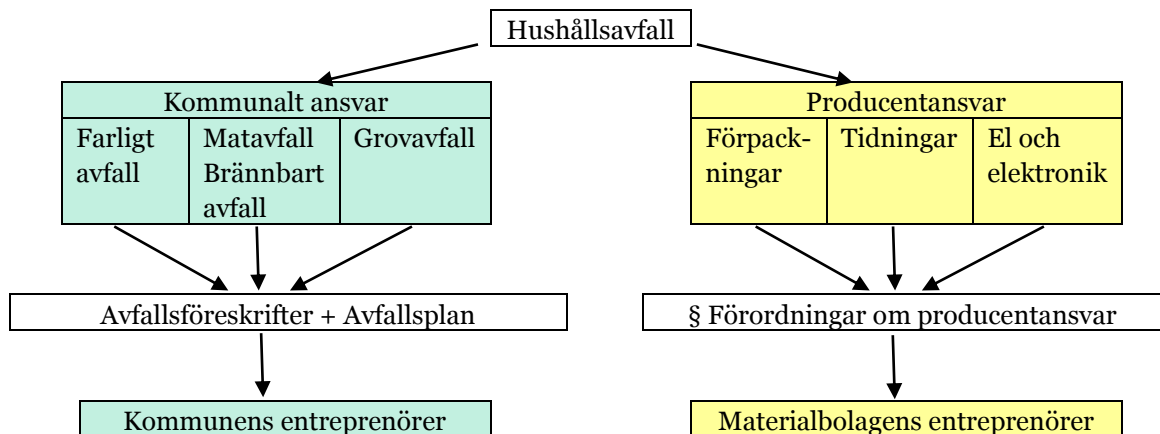 Hushållsavfall
Kommunalt ansvar
Farligt
avfall
Matavfall
Brännbart
avfall
Grovavfall
Producentansvar
Förpack-
ningar
Tidningar
El och
elektronik
Avfallsföreskrifter + Avfallsplan
§ Förordningar om producentansvar
Kommunens entreprenörer
Materialbolagens entreprenörer